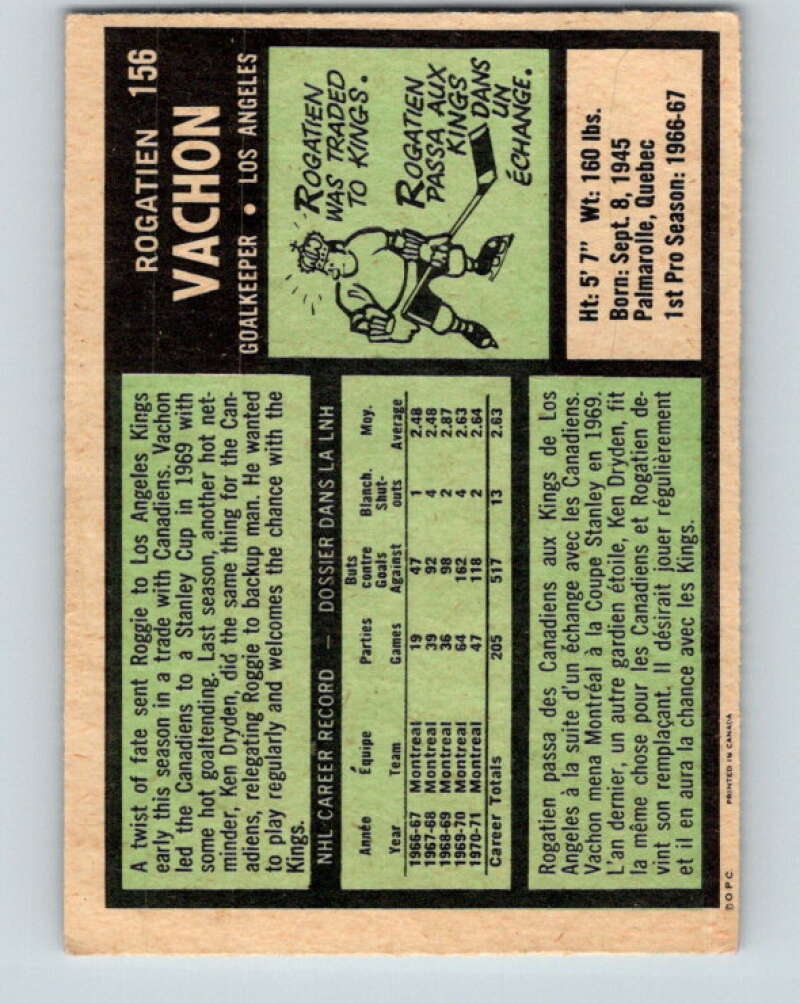 ROGATIEN 156
VACHON
GOALKEEPER • LOS ANGELES
A twist of fate sent Roggie to Los Angeles Kings
early this season in a trade with Canadiens. Vachon
led the Canadiens to a Stanley Cup in 1969 with
some hot goaltending. Last season, another hot net-
minder, Ken Dryden, did the same thing for the Can-
adiens, relegating Roggie to backup man. He wanted
to play regularly and welcomes the chance with the
Kings.
ROGATIEN
WAS TRADED
TO KINGS.
ROGATIEN
PASSA AUX
KINGS
DANS
UN
ÉCHANGE.
NHL CAREER RECORD — DOSSIER DANS LA LNH
Année Équipe Parties Buts contre Blanch. Moy.
Year Team Games Goals Against Shut-outs Average
1966-67 Montreal 19 47 1 2.48
1967-68 Montreal 39 92 4 2.48
1968-69 Montreal 36 98 2 2.87
1969-70 Montreal 64 162 4 2.63
1970-71 Montreal 47 118 2 2.64
Career Totals 205 517 13 2.63
Ht: 5' 7" Wt: 160 lbs.
Born: Sept. 8, 1945
Palmarolle, Quebec
1st Pro Season: 1966-67
Rogatien passa des Canadiens aux Kings de Los
Angeles à la suite d'un échange avec les Canadiens.
Vachon mena Montréal à la Coupe Stanley en 1969.
L'an dernier, un autre gardien étoile, Ken Dryden, fit
la même chose pour les Canadiens et Rogatien de-
vint son remplaçant. Il désirait jouer régulièrement
et il en aura la chance avec les Kings.
O.P.C. PRINTED IN CANADA